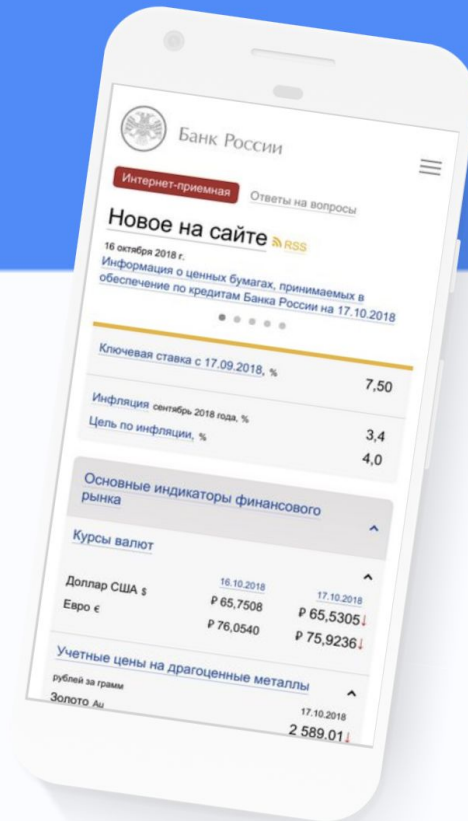 Банк России
Интернет-приемная Ответы на вопросы
Новое на сайте RSS
16 октября 2018 г.
Информация о ценных бумагах, принимаемых в
обеспечение по кредитам Банка России на 17.10.2018
Ключевая ставка с 17.09.2018, % 7,50
Инфляция сентябрь 2018 года, % 3,4
Цель по инфляции, % 4,0
Основные индикаторы финансового
рынка
Курсы валют
16.10.2018 17.10.2018
Доллар США $ ₽ 65,7508 ₽ 65,5305↓
Евро € ₽ 76,0540 ₽ 75,9236↓
Учетные цены на драгоценные металлы
рублей за грамм 17.10.2018
Золото Au 2 589.01↓